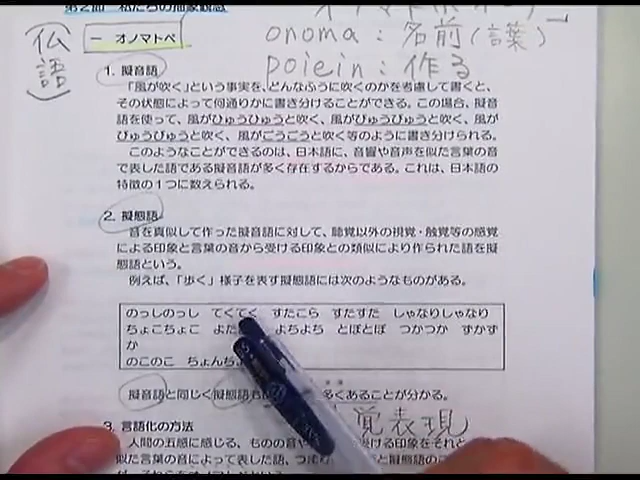 第2節 私たちの抽象観念
オノマトペ
onoma：名前（言葉）
poiein：作る
（仏語）
一 オノマトペ
1. 擬音語
「風が吹く」という事実を、どんなふうに吹くのかを考慮して書くと、
その状態によって何通りかに書き分けることができる。この場合、擬音
語を使って、風がひゅうひゅうと吹く、風がびゅうびゅうと吹く、風が
ぴゅうぴゅうと吹く、風がごうごうと吹く等のように書き分けられる。
このようなことができるのは、日本語に、音響や音声を似た言葉の音
で表した語である擬音語が多く存在するからである。これは、日本語の
特徴の1つに数えられる。
2. 擬態語
音を真似して作った擬音語に対して、聴覚以外の視覚・触覚等の感覚
による印象と言葉の音から受ける印象との類似により作られた語を擬
態語という。
例えば、「歩く」様子を表す擬態語には次のようなものがある。
のっしのっし てくてく すたこら すたすた しゃなりしゃなり
ちょこちょこ よた よちよち とぼとぼ つかつか ずかず
か
のこのこ ちょんち
擬音語と同じく擬態語も 多くあることが分かる。
覚表現
3. 言語化の方法
人間の五感に感じる、ものの音や 受ける印象をそれと
似た言葉の音によって表した語、つまり と擬態語のこ